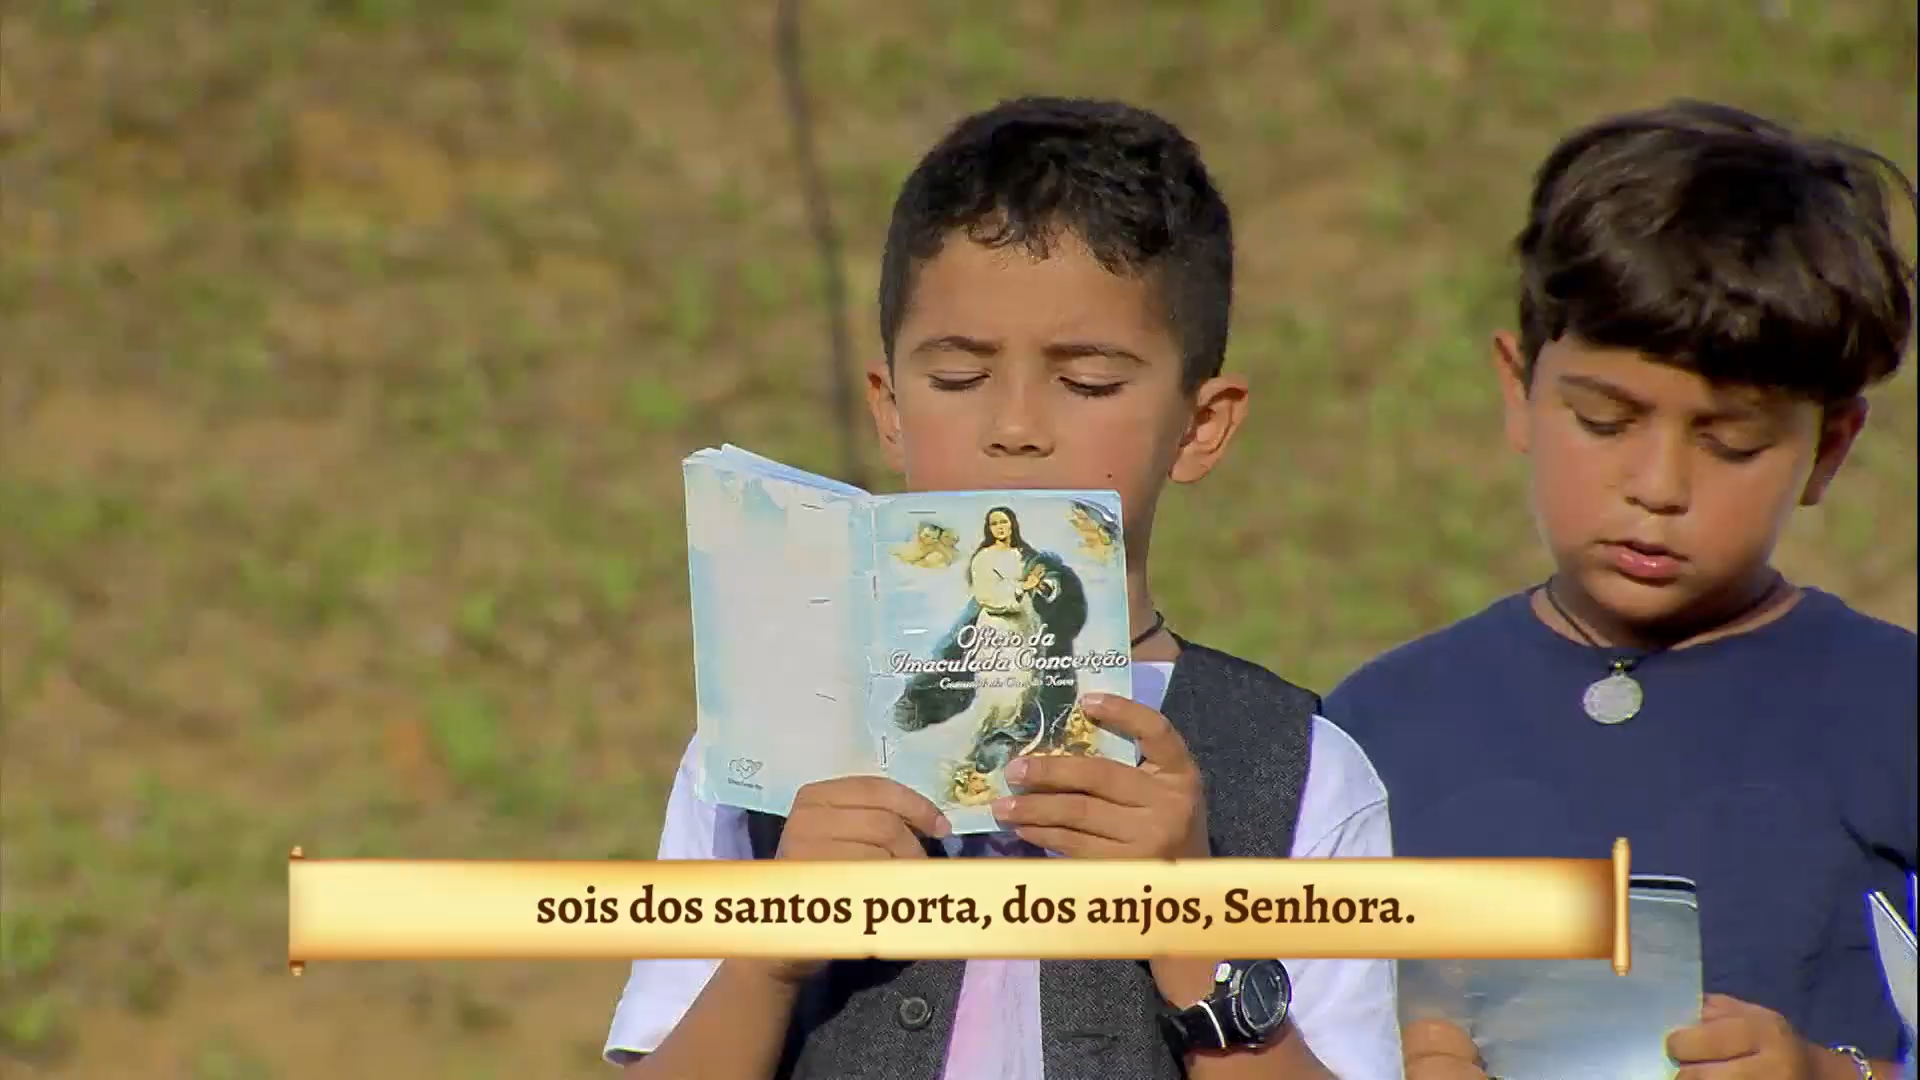 Ofício da
Imaculada Conceição
sois dos santos porta, dos anjos, Senhora.